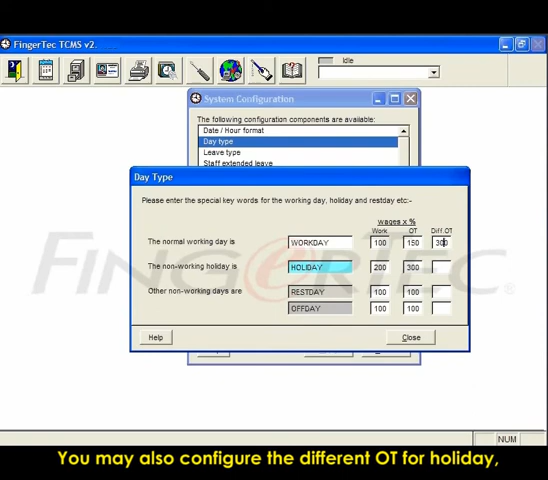 FingerTec TCMS v2.
Idle
System Configuration
The following configuration components are available:
Date / Hour format
Day type
Leave type
Staff extended leave
Day Type
Please enter the special key words for the working day, holiday and restday etc:-
wages x %
Work OT Diff.OT
The normal working day is WORKDAY 100 150 300
The non-working holiday is HOLIDAY 200 300
Other non-working days are RESTDAY 100 100
OFFDAY 100 100
FINGERTEC
Help Close
NUM
You may also configure the different OT for holiday,